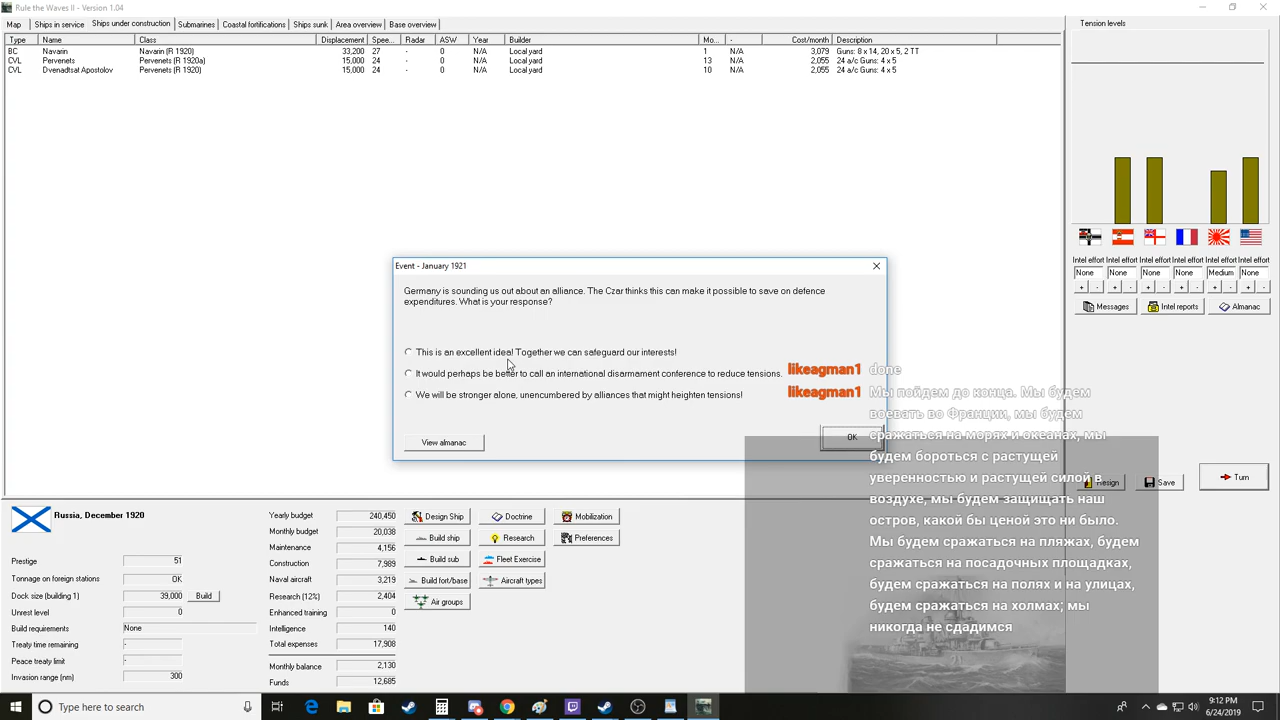 Rule the Waves II - Version 1.04
Map Ships in service Ships under construction Submarines Coastal fortifications Ships sunk Area overview Base overview
Type Name Class Displacement Spee... Radar ASW Year Builder Mo... - Cost/month Description
BC Navarin Navarin (R 1920) 33,200 27 - 0 N/A Local yard 1 N/A 3,079 Guns: 8 x 14, 20 x 5, 2 TT
CVL Pervenets Pervenets (R 1920a) 15,000 24 - 0 N/A Local yard 13 N/A 2,055 24 a/c Guns: 4 x 5
CVL Dvenadtsat Apostolov Pervenets (R 1920) 15,000 24 - 0 N/A Local yard 10 N/A 2,055 24 a/c Guns: 4 x 5
Tension levels
Intel effort Intel effort Intel effort Intel effort Intel effort Intel effort
None None None None Medium None
+ - + - + - + - + - + -
Messages Intel reports Almanac
Event - January 1921
Germany is sounding us out about an alliance. The Czar thinks this can make it possible to save on defence
expenditures. What is your response?
This is an excellent idea! Together we can safeguard our interests!
It would perhaps be better to call an international disarmament conference to reduce tensions.
We will be stronger alone, unencumbered by alliances that might heighten tensions!
View almanac OK
likeagman1 done
likeagman1 Мы пойдем до конца. Мы будем
воевать во Франции, мы будем
сражаться на морях и океанах, мы
будем бороться с растущей
уверенностью и растущей силой в
воздухе, мы будем защищать наш
остров, какой бы ценой это ни было.
Мы будем сражаться на пляжах, будем
сражаться на посадочных площадках,
будем сражаться на полях и на улицах,
будем сражаться на холмах; мы
никогда не сдадимся
Resign Save Turn
Russia, December 1920
Prestige 51
Tonnage on foreign stations OK
Dock size (building 1) 39,000 Build
Unrest level 0
Build requirements None
Treaty time remaining -
Peace treaty limit -
Invasion range (nm) 300
Yearly budget 240,450
Monthly budget 20,038
Maintenance 4,156
Construction 7,989
Naval aircraft 3,219
Research (12%) 2,404
Enhanced training 0
Intelligence 140
Total expenses 17,908
Monthly balance 2,130
Funds 12,685
Design Ship Doctrine Mobilization
Build ship Research Preferences
Build sub Fleet Exercise
Build fort/base Aircraft types
Air groups
Type here to search
9:12 PM
6/24/2019